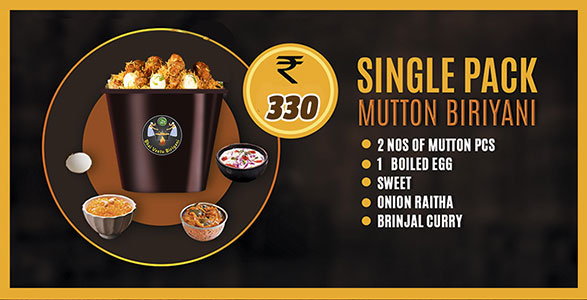 ₹
330
SINGLE PACK
MUTTON BIRIYANI
2 NOS OF MUTTON PCS
1 BOILED EGG
SWEET
ONION RAITHA
BRINJAL CURRY